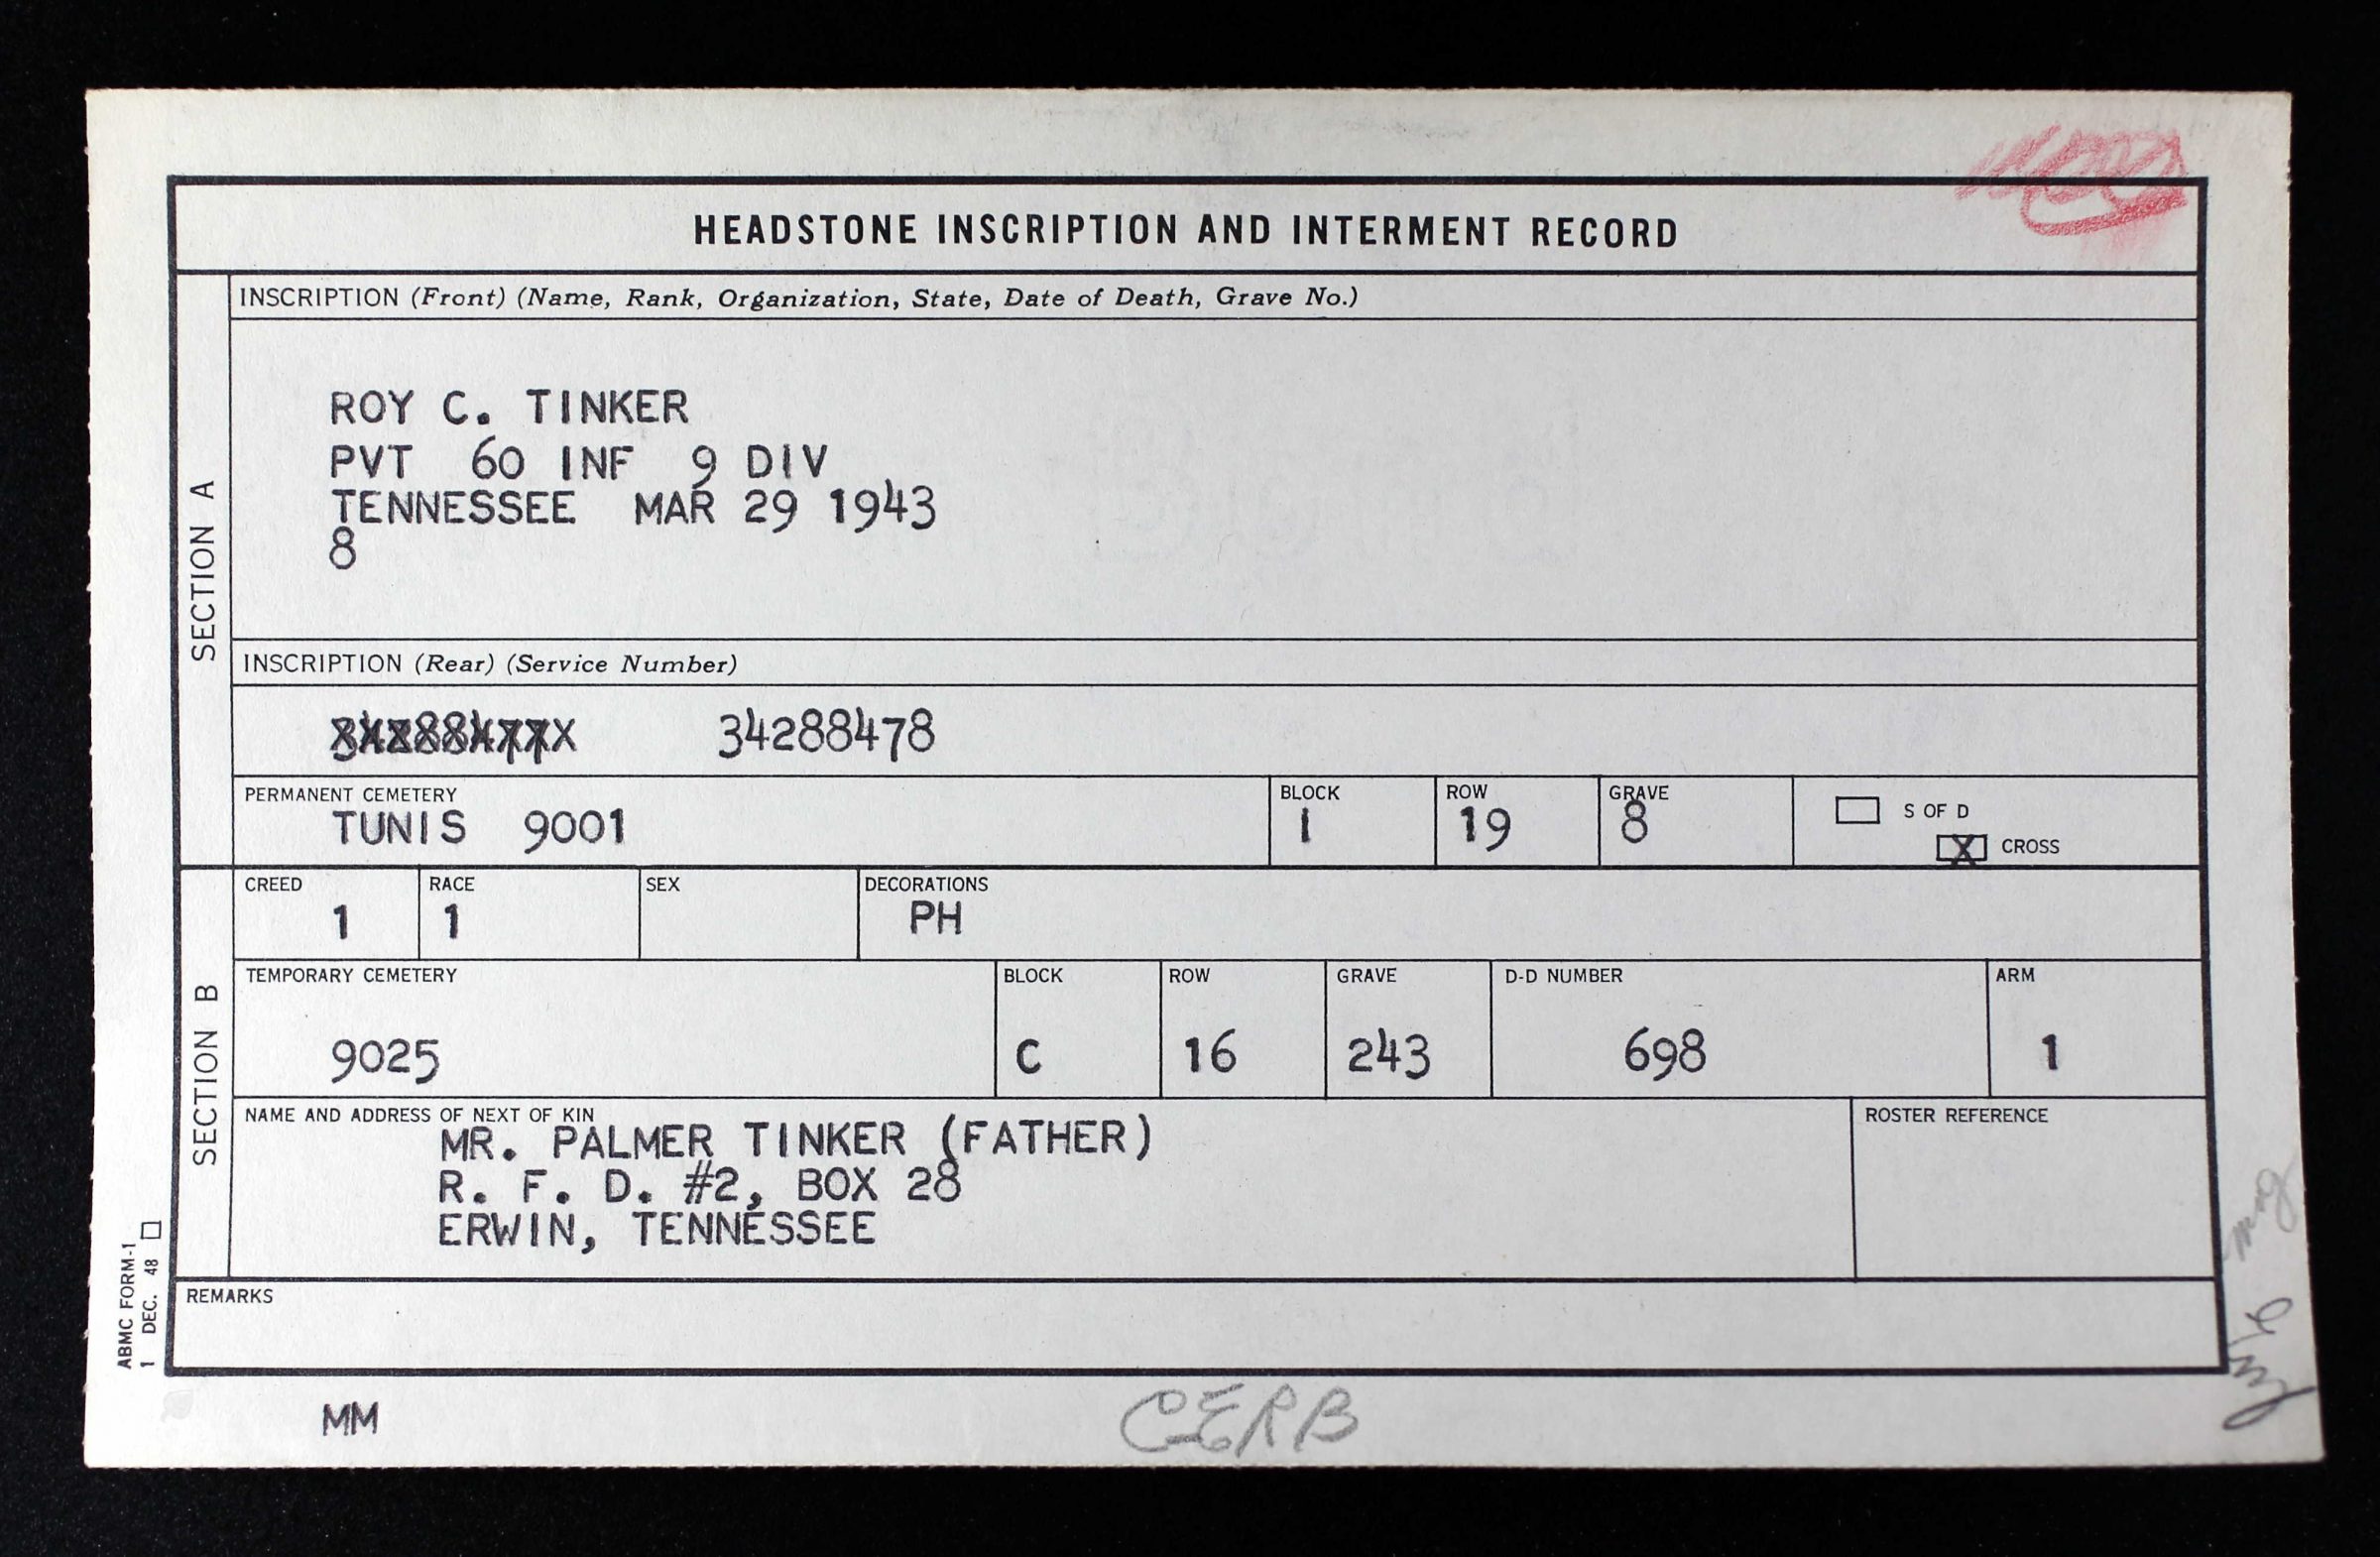 HEADSTONE INSCRIPTION AND INTERMENT RECORD
SECTION A
INSCRIPTION (Front) (Name, Rank, Organization, State, Date of Death, Grave No.)
ROY C. TINKER
PVT 60 INF 9 DIV
TENNESSEE MAR 29 1943
8
INSCRIPTION (Rear) (Service Number)
34288478
PERMANENT CEMETERY
TUNIS 9001
BLOCK
I
ROW
19
GRAVE
8
S OF D
X CROSS
SECTION B
CREED
1
RACE
1
SEX
DECORATIONS
PH
TEMPORARY CEMETERY
9025
BLOCK
C
ROW
16
GRAVE
243
D-D NUMBER
698
ARM
1
NAME AND ADDRESS OF NEXT OF KIN
MR. PALMER TINKER (FATHER)
R. F. D. #2, BOX 28
ERWIN, TENNESSEE
ROSTER REFERENCE
REMARKS
ABMC FORM-1
1 DEC. 48
MM
CERB